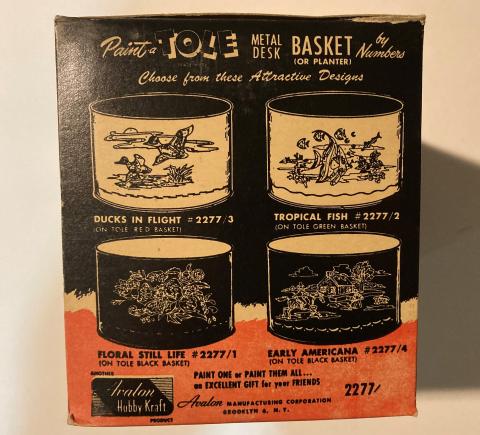 Paint-a TOLE METAL DESK BASKET (OR PLANTER) by Numbers
Choose from these Attractive Designs
DUCKS IN FLIGHT #2277/3
(ON TOLE RED BASKET)
TROPICAL FISH #2277/2
(ON TOLE GREEN BASKET)
FLORAL STILL LIFE #2277/1
(ON TOLE BLACK BASKET)
EARLY AMERICANA #2277/4
(ON TOLE BLACK BASKET)
ANOTHER
Avalon
Hobby Kraft
PRODUCT
PAINT ONE or PAINT THEM ALL...
an EXCELLENT GIFT for your FRIENDS
2277/
Avalon MANUFACTURING CORPORATION
BROOKLYN 6, N.Y.